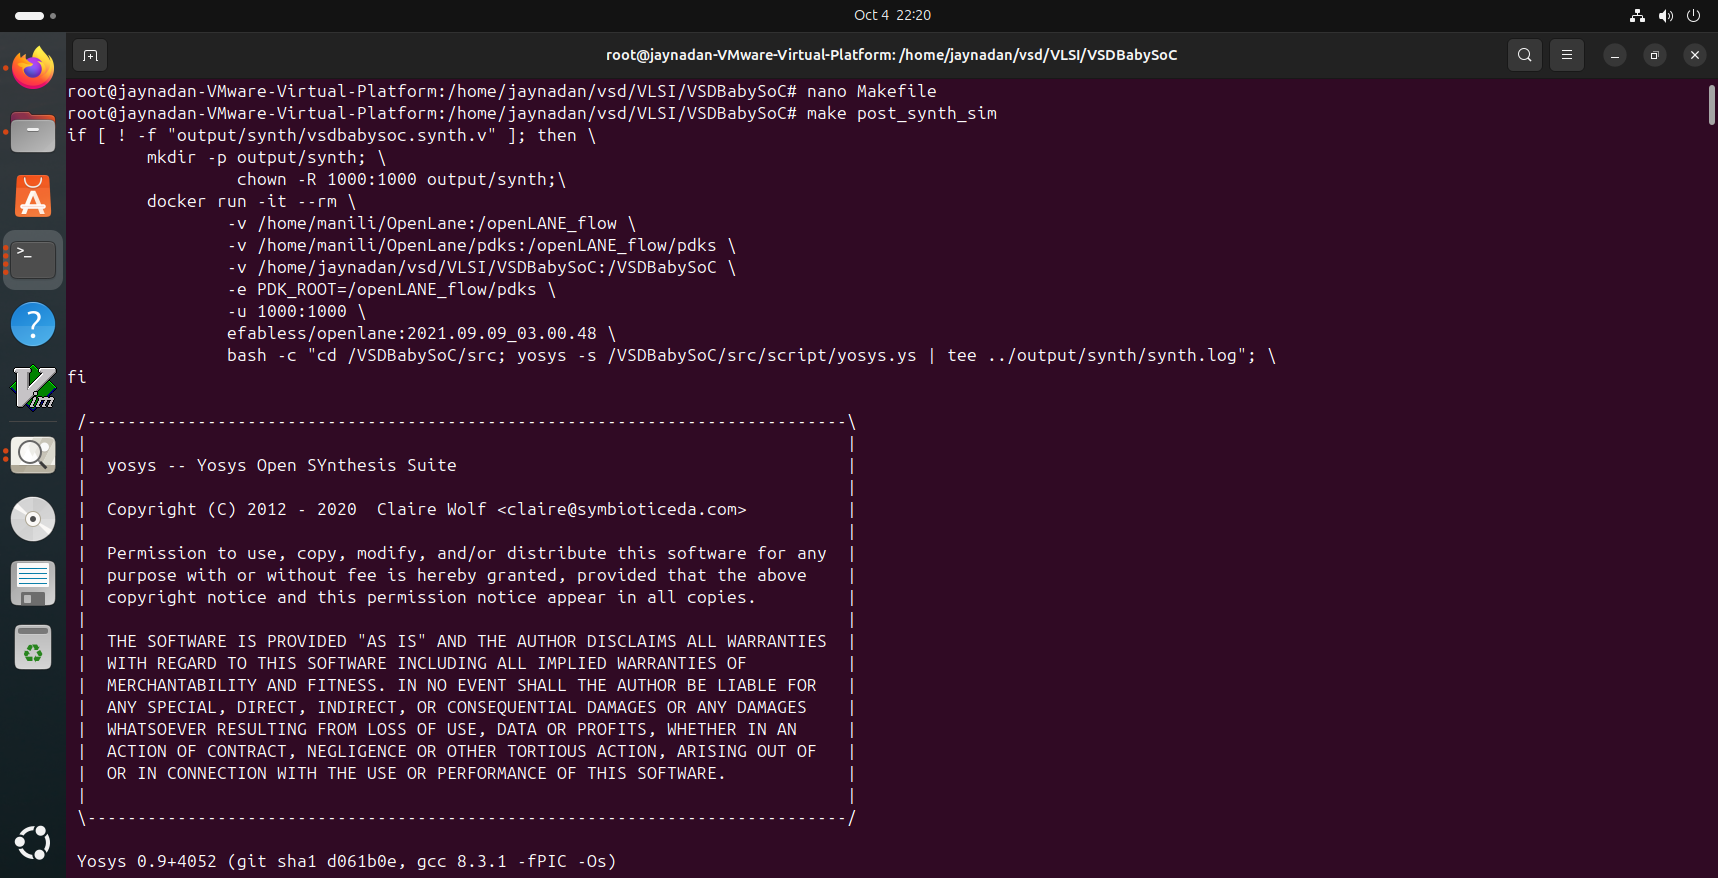 Oct 4 22:20
root@jaynadan-VMware-Virtual-Platform: /home/jaynadan/vsd/VLSI/VSDBabySoC
root@jaynadan-VMware-Virtual-Platform:/home/jaynadan/vsd/VLSI/VSDBabySoC# nano Makefile
root@jaynadan-VMware-Virtual-Platform:/home/jaynadan/vsd/VLSI/VSDBabySoC# make post_synth_sim
if [ ! -f "output/synth/vsdbabysoc.synth.v" ]; then \
        mkdir -p output/synth; \
                 chown -R 1000:1000 output/synth;\
        docker run -it --rm \
                -v /home/manili/OpenLane:/openLANE_flow \
                -v /home/manili/OpenLane/pdks:/openLANE_flow/pdks \
                -v /home/jaynadan/vsd/VLSI/VSDBabySoC:/VSDBabySoC \
                -e PDK_ROOT=/openLANE_flow/pdks \
                -u 1000:1000 \
                efabless/openlane:2021.09.09_03.00.48 \
                bash -c "cd /VSDBabySoC/src; yosys -s /VSDBabySoC/src/script/yosys.ys | tee ../output/synth/synth.log"; \
fi
 /----------------------------------------------------------------------------\
 |                                                                            |
 |  yosys -- Yosys Open SYnthesis Suite                                       |
 |                                                                            |
 |  Copyright (C) 2012 - 2020  Claire Wolf <claire@symbioticeda.com>          |
 |                                                                            |
 |  Permission to use, copy, modify, and/or distribute this software for any  |
 |  purpose with or without fee is hereby granted, provided that the above    |
 |  copyright notice and this permission notice appear in all copies.         |
 |                                                                            |
 |  THE SOFTWARE IS PROVIDED "AS IS" AND THE AUTHOR DISCLAIMS ALL WARRANTIES  |
 |  WITH REGARD TO THIS SOFTWARE INCLUDING ALL IMPLIED WARRANTIES OF          |
 |  MERCHANTABILITY AND FITNESS. IN NO EVENT SHALL THE AUTHOR BE LIABLE FOR   |
 |  ANY SPECIAL, DIRECT, INDIRECT, OR CONSEQUENTIAL DAMAGES OR ANY DAMAGES    |
 |  WHATSOEVER RESULTING FROM LOSS OF USE, DATA OR PROFITS, WHETHER IN AN     |
 |  ACTION OF CONTRACT, NEGLIGENCE OR OTHER TORTIOUS ACTION, ARISING OUT OF   |
 |  OR IN CONNECTION WITH THE USE OR PERFORMANCE OF THIS SOFTWARE.            |
 |                                                                            |
 \----------------------------------------------------------------------------/
 Yosys 0.9+4052 (git sha1 d061b0e, gcc 8.3.1 -fPIC -Os)